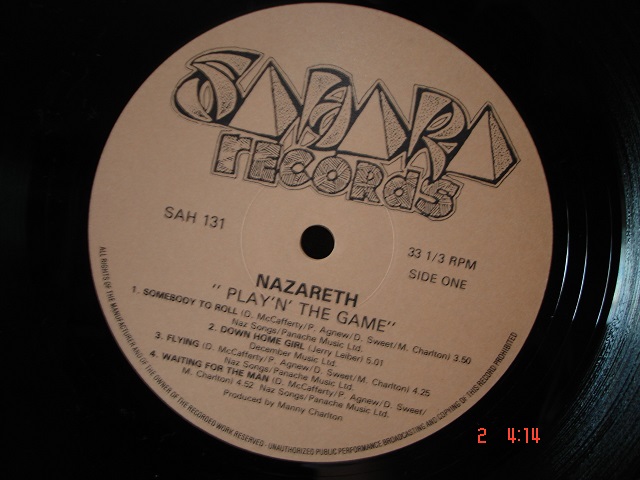 SAHARA
records
SAH 131
33 1/3 RPM
SIDE ONE
NAZARETH
"PLAY'N' THE GAME"
1. SOMEBODY TO ROLL (D. McCafferty/P. Agnew/D. Sweet/M. Charlton) 3.50
Naz Songs/Panache Music Ltd.
2. DOWN HOME GIRL (Jerry Leiber) 5.01
December Music Ltd.
3. FLYING (D. McCafferty/P. Agnew/D. Sweet/M. Charlton) 4.25
Naz Songs/Panache Music Ltd.
4. WAITING FOR THE MAN (D. McCafferty/P. Agnew/D. Sweet/
M. Charlton) 4.52 Naz Songs/Panache Music Ltd.
Produced by Manny Charlton
ALL RIGHTS OF THE MANUFACTURER AND OF THE OWNER OF THE RECORDED WORK RESERVED - UNAUTHORIZED PUBLIC PERFORMANCE BROADCASTING AND COPYING OF THIS RECORD PROHIBITED
2 4:14